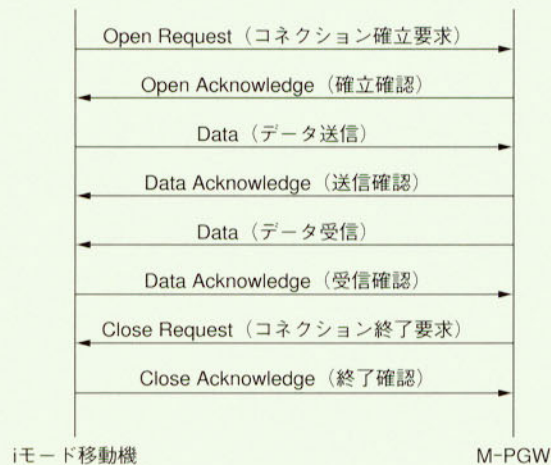 Open Request（コネクション確立要求）
Open Acknowledge（確立確認）
Data（データ送信）
Data Acknowledge（送信確認）
Data（データ受信）
Data Acknowledge（受信確認）
Close Request（コネクション終了要求）
Close Acknowledge（終了確認）
iモード移動機 M-PGW